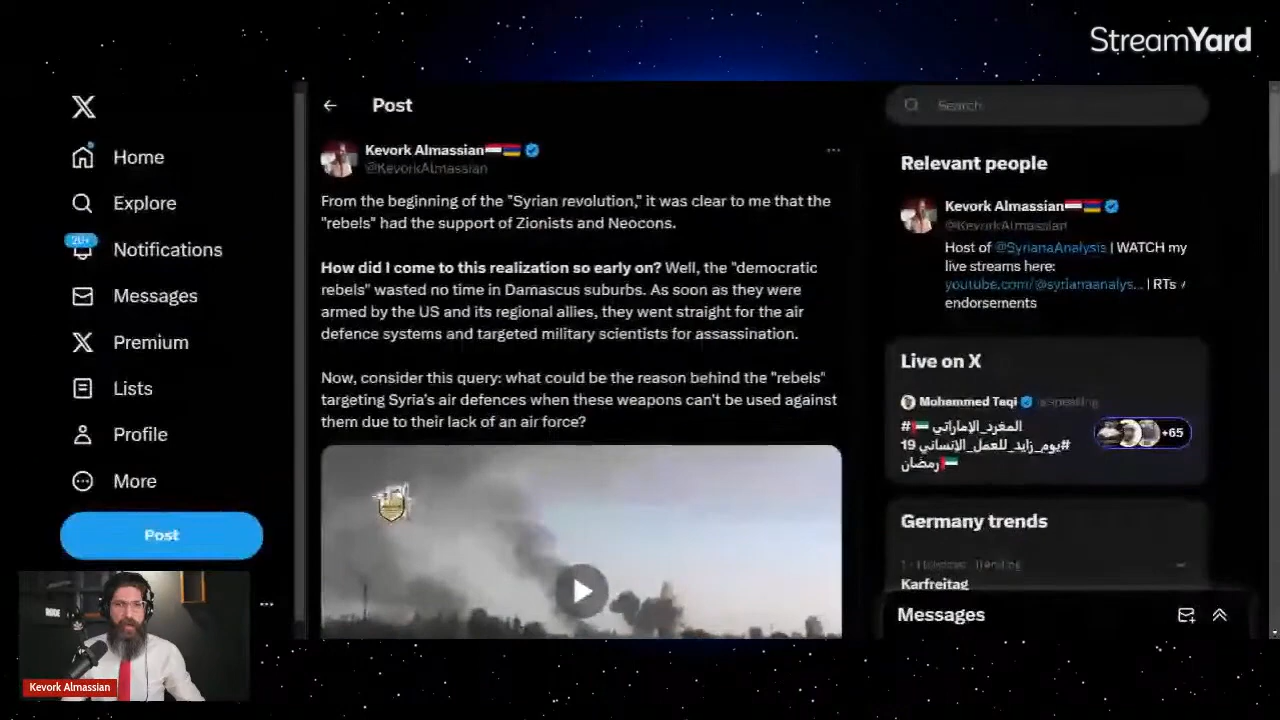 StreamYard
Home
Explore
20+
Notifications
Messages
Premium
Lists
Profile
More
Post
Post
Kevork Almassian
@KevorkAlmassian
From the beginning of the "Syrian revolution," it was clear to me that the
"rebels" had the support of Zionists and Neocons.
How did I come to this realization so early on? Well, the "democratic
rebels" wasted no time in Damascus suburbs. As soon as they were
armed by the US and its regional allies, they went straight for the air
defence systems and targeted military scientists for assassination.
Now, consider this query: what could be the reason behind the "rebels"
targeting Syria's air defences when these weapons can't be used against
them due to their lack of an air force?
Search
Relevant people
Kevork Almassian
@KevorkAlmassian
Host of @SyrianaAnalysis | WATCH my
live streams here:
youtube.com/@syrianaanalys... | RTs ≠
endorsements
Live on X
Mohammed Taqi is speaking
#المغرد_الإماراتي
#يوم_زايد_للعمل_الإنساني 19
رمضان
+65
Germany trends
Karfreitag
Messages
RODE
Kevork Almassian